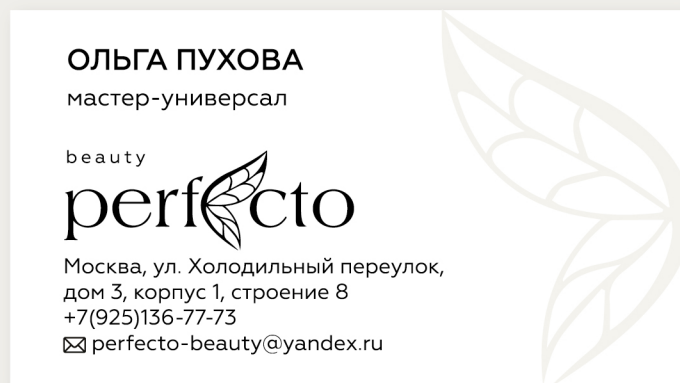 ОЛЬГА ПУХОВА
мастер-универсал
beauty
perfecto
Москва, ул. Холодильный переулок,
дом 3, корпус 1, строение 8
+7(925)136-77-73
perfecto-beauty@yandex.ru